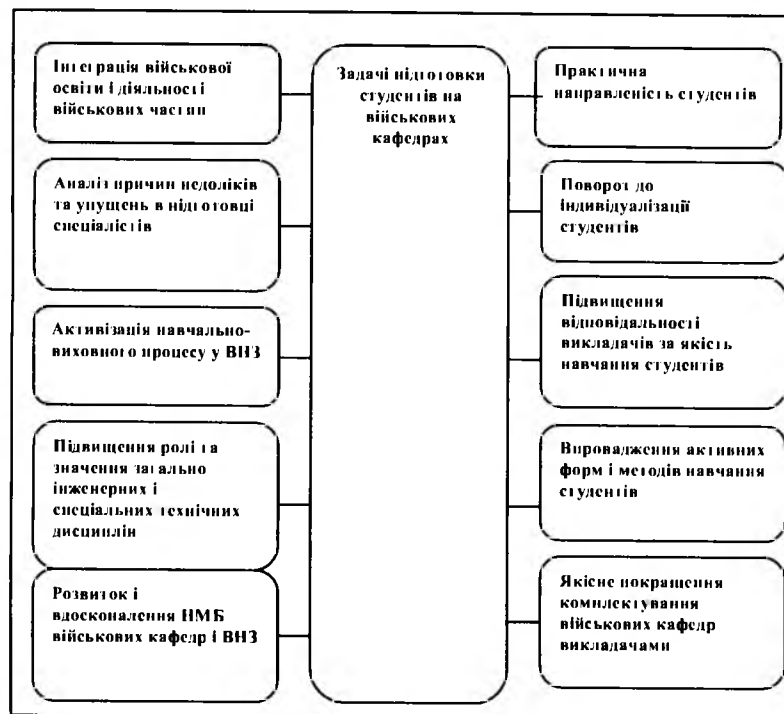 Інтеграція військової
освіти і діяльності
військових частин
Аналіз причин недоліків
та упущень в підготовці
спеціалістів
Активізація навчально-
виховного процесу у ВНЗ
Підвищення ролі та
значення загально
інженерних і
спеціальних технічних
дисциплін
Розвиток і
вдосконалення НМБ
військових кафедр і ВНЗ
Задачі підготовки
студентів на
військових
кафедрах
Практична
направленість студентів
Поворот до
індивідуалізації
студентів
Підвищення
відповідальності
викладачів за якість
навчання студентів
Впровадження активних
форм і методів навчання
студентів
Якісне покращення
комплектування
військових кафедр
викладачами